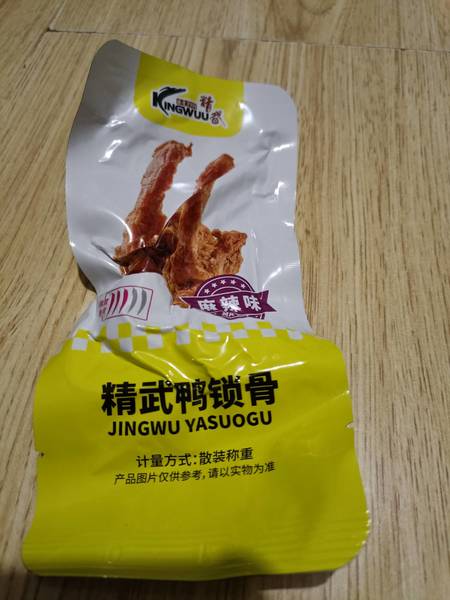 KINGWUU 精武
麻辣味
精武鸭锁骨
JINGWU YASUOGU
计量方式：散装称重
产品图片仅供参考，请以实物为准